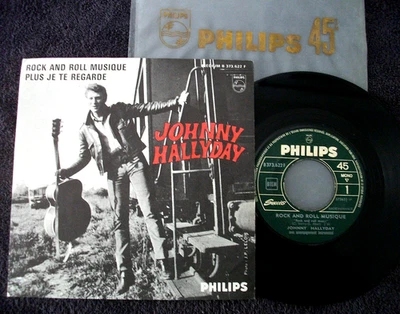 PHILIPS 45
ROCK AND ROLL MUSIQUE
PLUS JE TE REGARDE
PHILIPS
JOHNNY
HALLYDAY
PHILIPS
PHILIPS
45
MONO
1
ROCK AND ROLL MUSIQUE
JOHNNY HALLYDAY